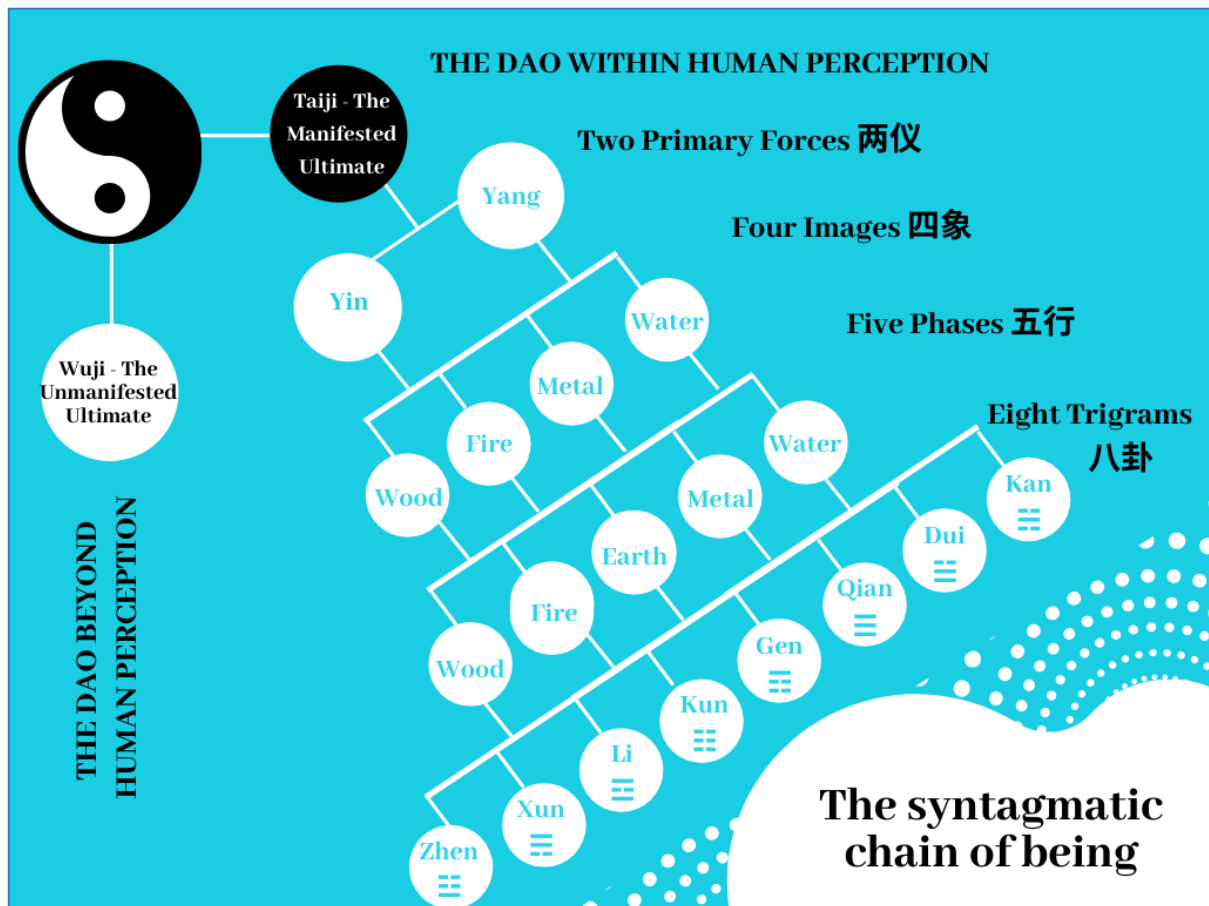 THE DAO WITHIN HUMAN PERCEPTION
Taiji - The
Manifested
Ultimate
Two Primary Forces 两仪
Yang
Yin
Four Images 四象
Water
Metal
Fire
Wood
Five Phases 五行
Water
Metal
Earth
Fire
Wood
Eight Trigrams
八卦
Kan
☵
Dui
☱
Qian
☰
Gen
☶
Kun
☷
Li
☲
Xun
☴
Zhen
☳
Wuji - The
Unmanifested
Ultimate
THE DAO BEYOND
HUMAN PERCEPTION
The syntagmatic
chain of being